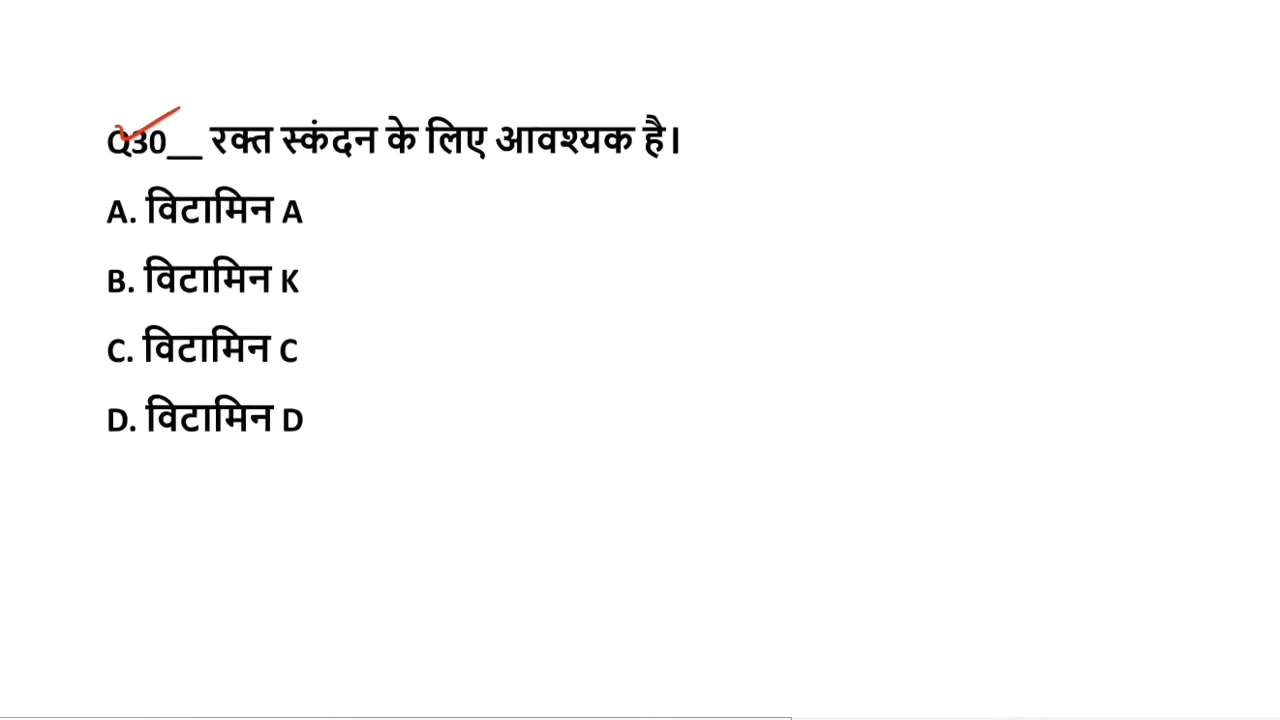 Q30__ रक्त स्कंदन के लिए आवश्यक है।
A. विटामिन A
B. विटामिन K
C. विटामिन C
D. विटामिन D